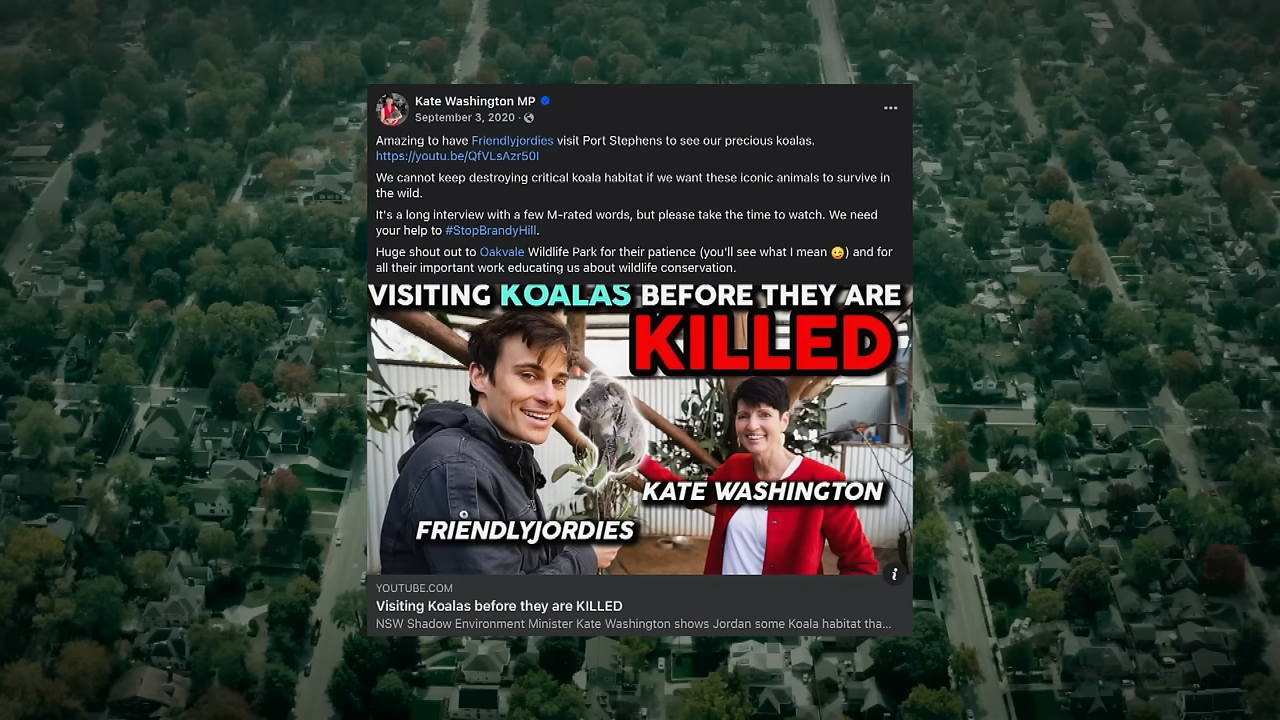 Kate Washington MP
September 3, 2020 ·
Amazing to have Friendlyjordies visit Port Stephens to see our precious koalas.
https://youtu.be/QfVLsAzr50I
We cannot keep destroying critical koala habitat if we want these iconic animals to survive in
the wild.
It's a long interview with a few M-rated words, but please take the time to watch. We need
your help to #StopBrandyHill.
Huge shout out to Oakvale Wildlife Park for their patience (you'll see what I mean 😉) and for
all their important work educating us about wildlife conservation.
VISITING KOALAS BEFORE THEY ARE
KILLED
KATE WASHINGTON
FRIENDLYJORDIES
i
YOUTUBE.COM
Visiting Koalas before they are KILLED
NSW Shadow Environment Minister Kate Washington shows Jordan some Koala habitat tha...